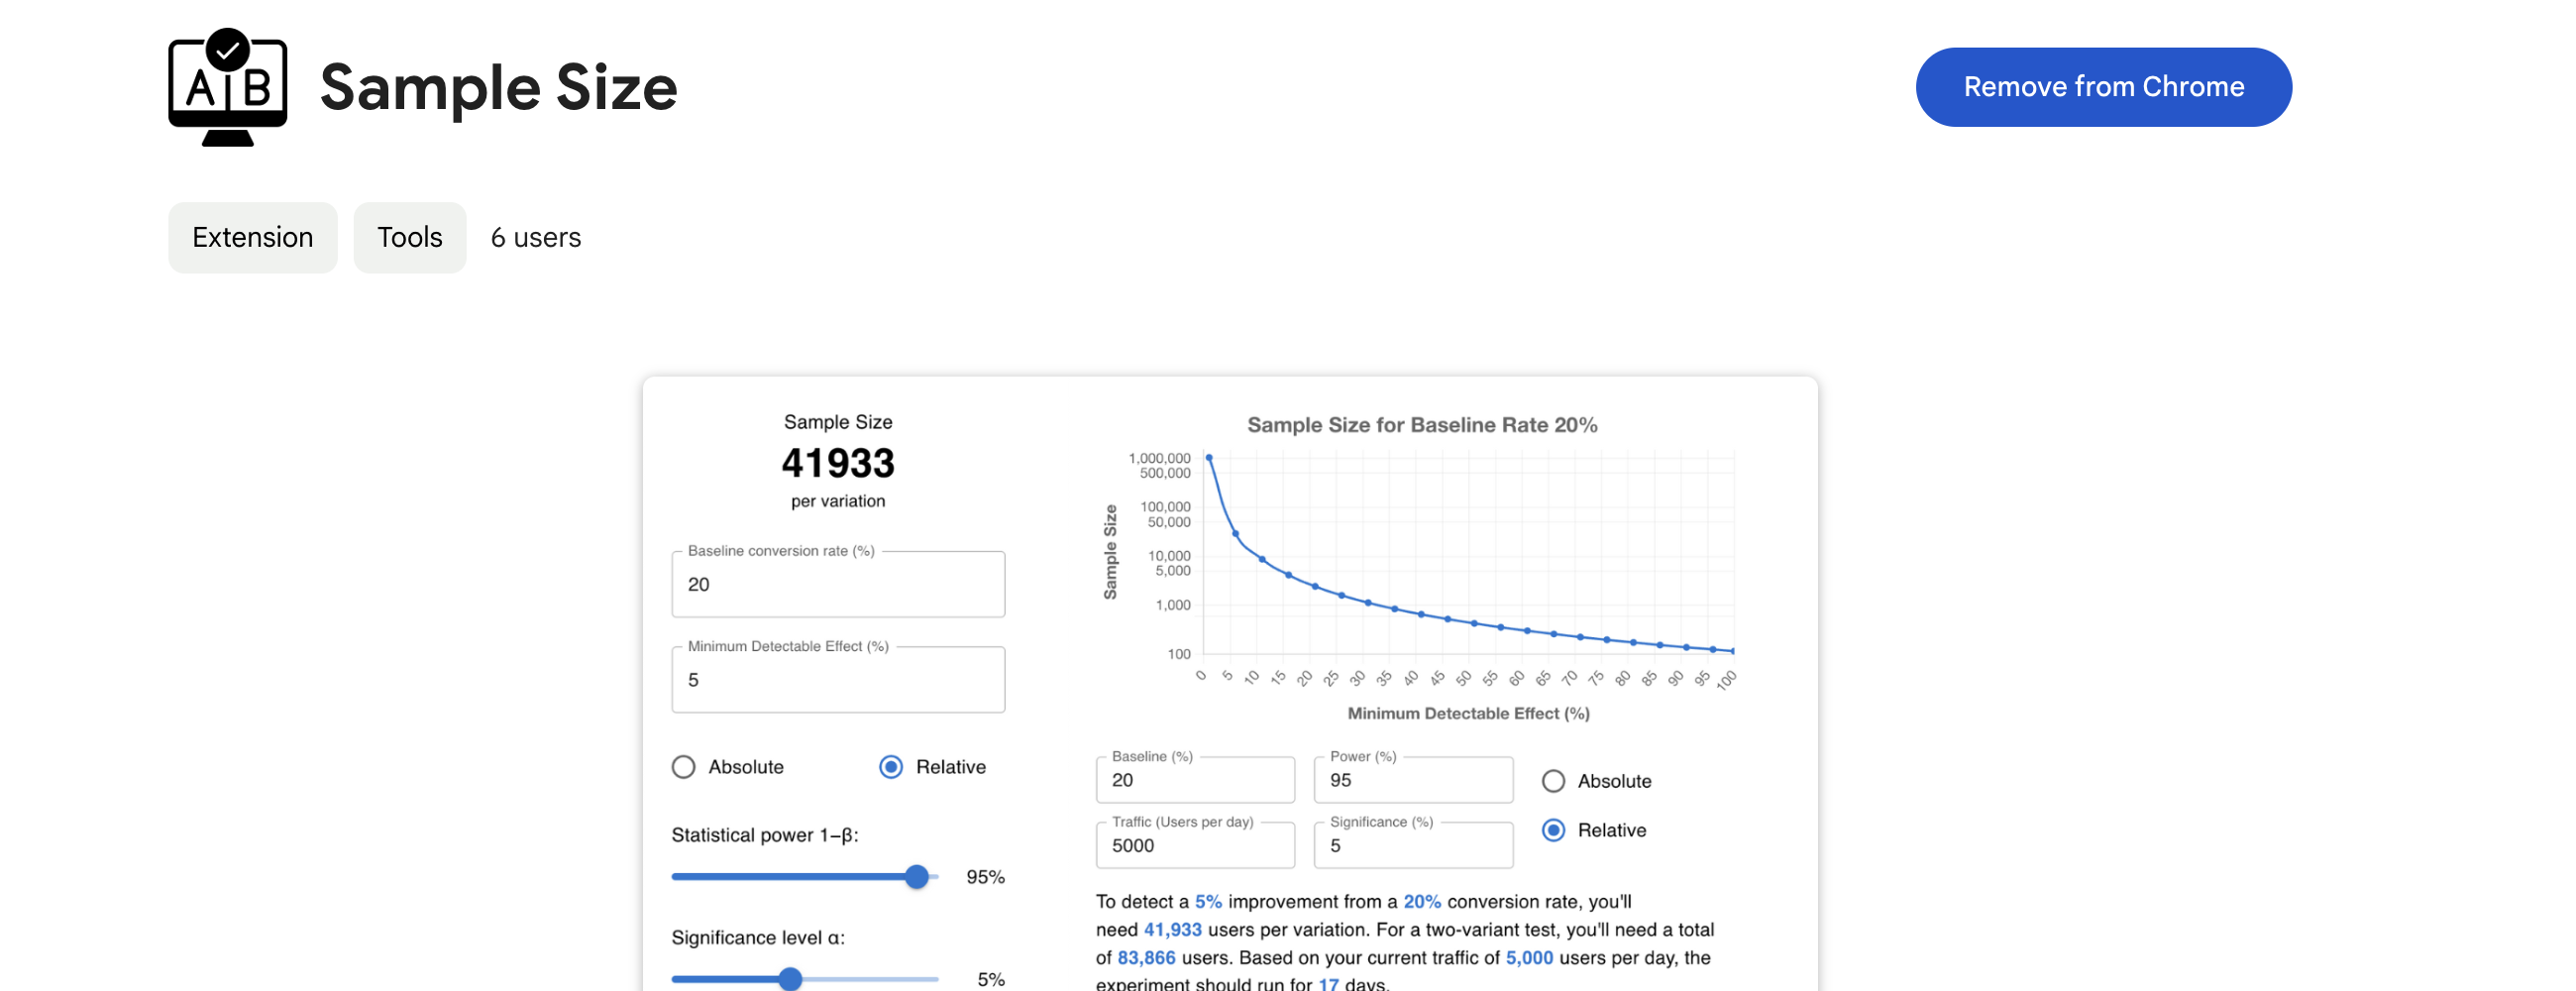 A B
Sample Size
Remove from Chrome
Extension
Tools
6 users
Sample Size
41933
per variation
Baseline conversion rate (%)
20
Minimum Detectable Effect (%)
5
Absolute
Relative
Statistical power 1−β:
95%
Significance level α:
5%
Sample Size for Baseline Rate 20%
Sample Size
1,000,000
500,000
100,000
50,000
10,000
5,000
1,000
100
0 5 10 15 20 25 30 35 40 45 50 55 60 65 70 75 80 85 90 95 100
Minimum Detectable Effect (%)
Baseline (%)
20
Power (%)
95
Absolute
Traffic (Users per day)
5000
Significance (%)
5
Relative
To detect a 5% improvement from a 20% conversion rate, you'll
need 41,933 users per variation. For a two-variant test, you'll need a total
of 83,866 users. Based on your current traffic of 5,000 users per day, the
experiment should run for 17 days.